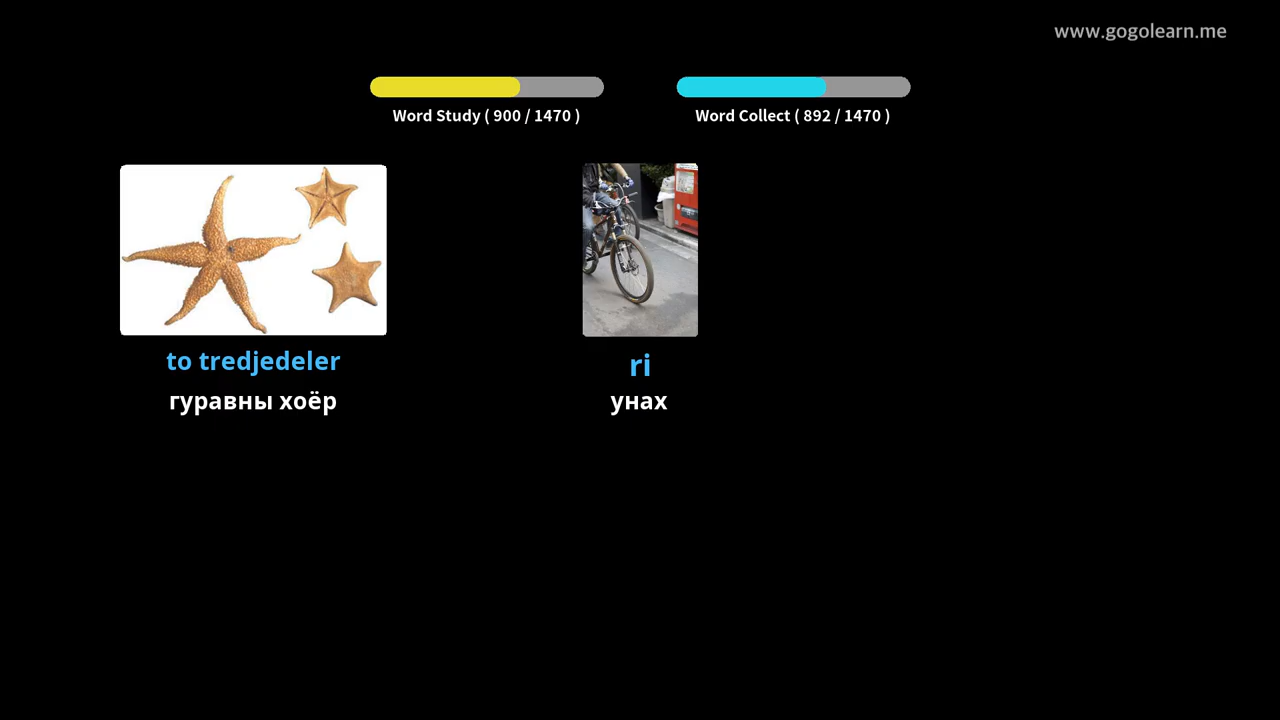 www.gogolearn.me
Word Study ( 900 / 1470 )
Word Collect ( 892 / 1470 )
to tredjedeler
гуравны хоёр
ri
унах